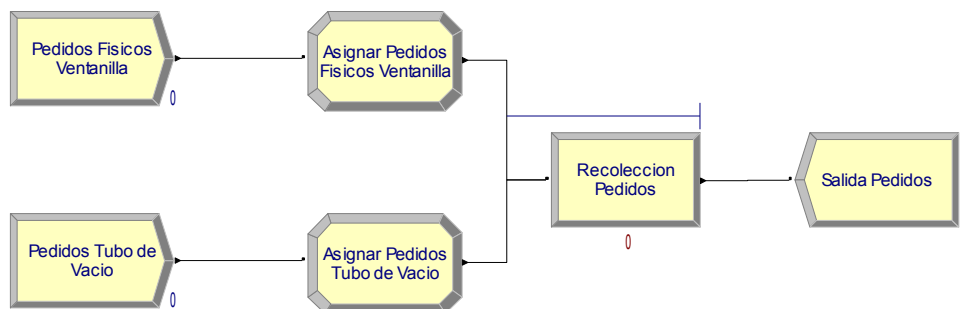 Pedidos Fisicos
Ventanilla
0
Asignar Pedidos
Fisicos Ventanilla
Pedidos Tubo de
Vacio
0
Asignar Pedidos
Tubo de Vacio
Recoleccion
Pedidos
0
Salida Pedidos